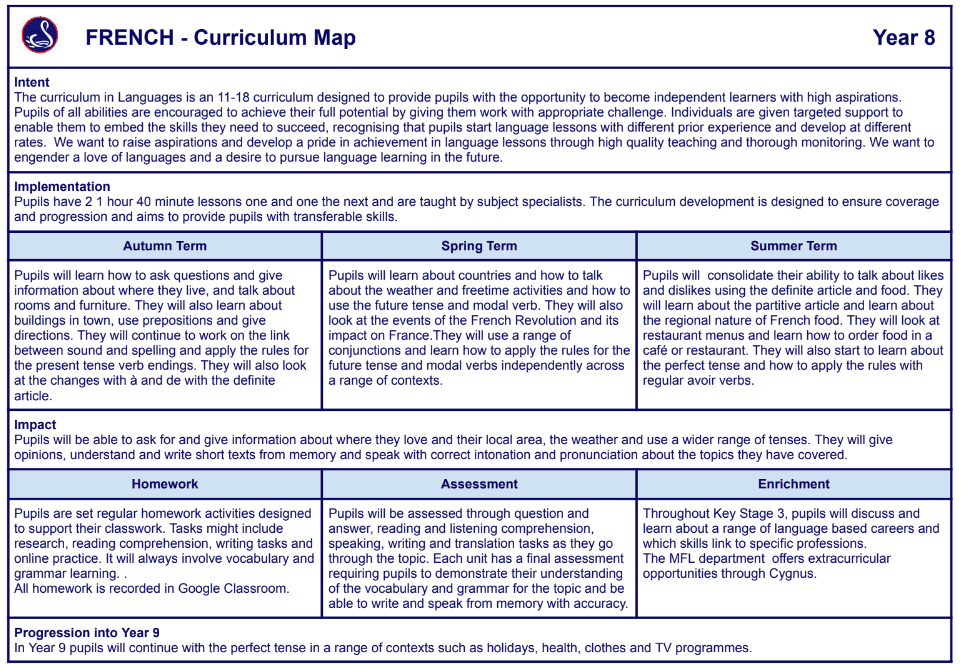 FRENCH - Curriculum Map
Year 8
Intent
The curriculum in Languages is an 11-18 curriculum designed to provide pupils with the opportunity to become independent learners with high aspirations.
Pupils of all abilities are encouraged to achieve their full potential by giving them work with appropriate challenge. Individuals are given targeted support to
enable them to embed the skills they need to succeed, recognising that pupils start language lessons with different prior experience and develop at different
rates. We want to raise aspirations and develop a pride in achievement in language lessons through high quality teaching and thorough monitoring. We want to
engender a love of languages and a desire to pursue language learning in the future.
Implementation
Pupils have 2 1 hour 40 minute lessons one and one the next and are taught by subject specialists. The curriculum development is designed to ensure coverage
and progression and aims to provide pupils with transferable skills.
Autumn Term
Pupils will learn how to ask questions and give
information about where they live, and talk about
rooms and furniture. They will also learn about
buildings in town, use prepositions and give
directions. They will continue to work on the link
between sound and spelling and apply the rules for
the present tense verb endings. They will also look
at the changes with à and de with the definite
article.
Spring Term
Pupils will learn about countries and how to talk
about the weather and freetime activities and how to
use the future tense and modal verb. They will also
look at the events of the French Revolution and its
impact on France.They will use a range of
conjunctions and learn how to apply the rules for the
future tense and modal verbs independently across
a range of contexts.
Summer Term
Pupils will consolidate their ability to talk about likes
and dislikes using the definite article and food. They
will learn about the partitive article and learn about
the regional nature of French food. They will look at
restaurant menus and learn how to order food in a
café or restaurant. They will also start to learn about
the perfect tense and how to apply the rules with
regular avoir verbs.
Impact
Pupils will be able to ask for and give information about where they love and their local area, the weather and use a wider range of tenses. They will give
opinions, understand and write short texts from memory and speak with correct intonation and pronunciation about the topics they have covered.
Homework
Pupils are set regular homework activities designed
to support their classwork. Tasks might include
research, reading comprehension, writing tasks and
online practice. It will always involve vocabulary and
grammar learning. .
All homework is recorded in Google Classroom.
Assessment
Pupils will be assessed through question and
answer, reading and listening comprehension,
speaking, writing and translation tasks as they go
through the topic. Each unit has a final assessment
requiring pupils to demonstrate their understanding
of the vocabulary and grammar for the topic and be
able to write and speak from memory with accuracy.
Enrichment
Throughout Key Stage 3, pupils will discuss and
learn about a range of language based careers and
which skills link to specific professions.
The MFL department offers extracurricular
opportunities through Cygnus.
Progression into Year 9
In Year 9 pupils will continue with the perfect tense in a range of contexts such as holidays, health, clothes and TV programmes.